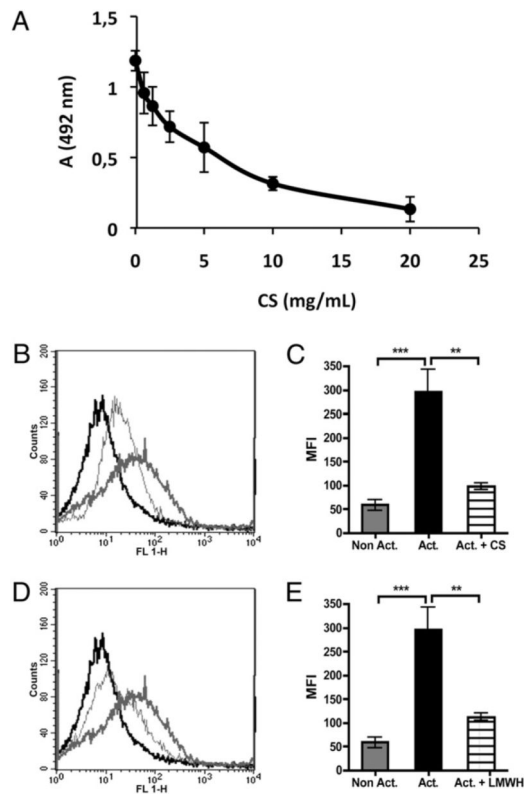 A
1,5
1
0,5
0
A (492 nm)
0 5 10 15 20 25
CS (mg/mL)
B
200
160
120
80
40
0
Counts
10⁰ 10¹ 10² 10³ 10⁴
FL 1-H
C
*** **
350
300
250
200
150
100
50
0
MFI
Non Act. Act. Act. + CS
D
200
160
120
80
40
0
Counts
10⁰ 10¹ 10² 10³ 10⁴
FL 1-H
E
*** **
350
300
250
200
150
100
50
0
MFI
Non Act. Act. Act. + LMWH